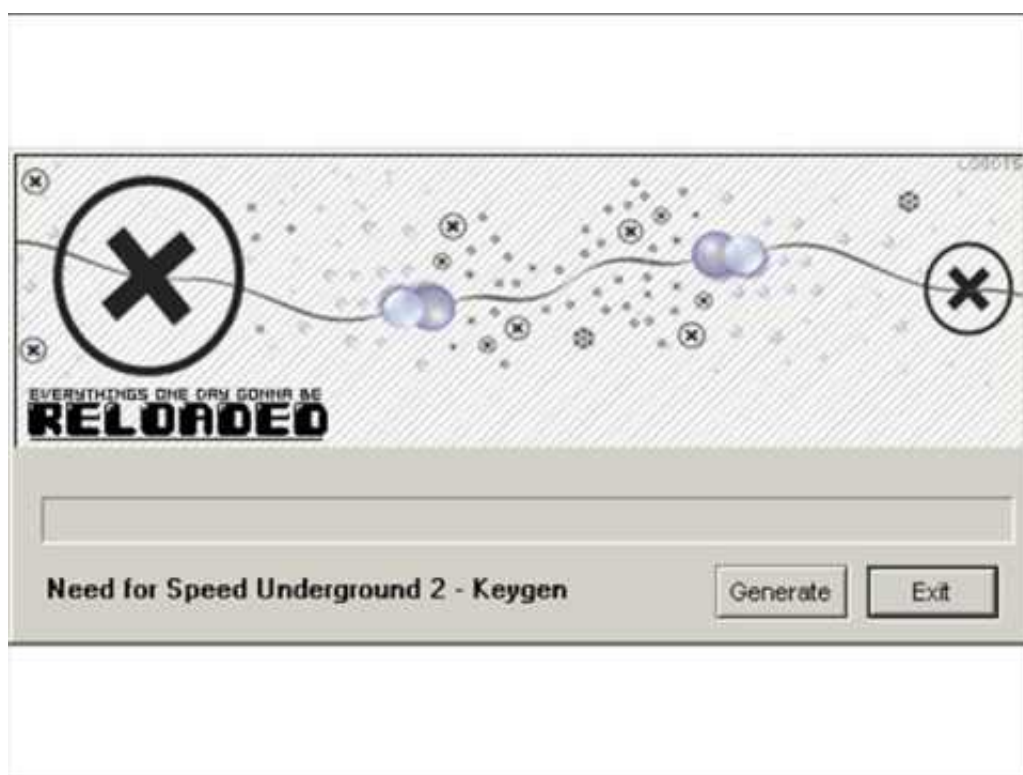 EVERYTHINGS ONE DAY GONNA BE
RELOADED
Need for Speed Underground 2 - Keygen
Generate
Exit